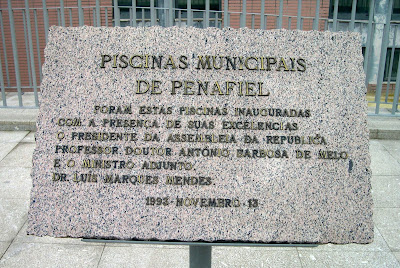 PISCINAS MUNICIPAIS
DE PENAFIEL
FORAM ESTAS PISCINAS INAUGURADAS
COM A PRESENÇA DE SUAS EXCELÊNCIAS
O PRESIDENTE DA ASSEMBLEIA DA REPÚBLICA
PROFESSOR DOUTOR ANTÓNIO BARBOSA DE MELO
E O MINISTRO ADJUNTO,
DR. LUÍS MARQUES MENDES.
1993-NOVEMBRO-13